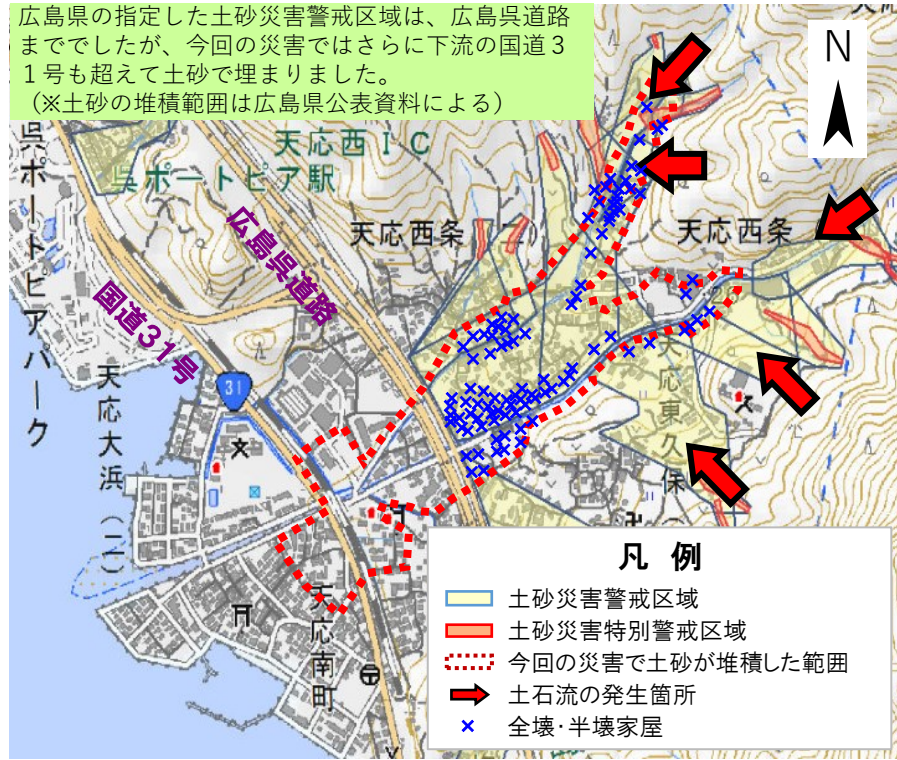 広島県の指定した土砂災害警戒区域は、広島呉道路
まででしたが、今回の災害ではさらに下流の国道３
１号も超えて土砂で埋まりました。
（※土砂の堆積範囲は広島県公表資料による）
N
天応西ＩＣ
呉ポートピア駅
呉ポートピアパーク
広島呉道路
国道31号
31
天応西条
天応西条
天応大浜（二）
天応東久保
天応南町
凡 例
土砂災害警戒区域
土砂災害特別警戒区域
今回の災害で土砂が堆積した範囲
土石流の発生箇所
全壊・半壊家屋